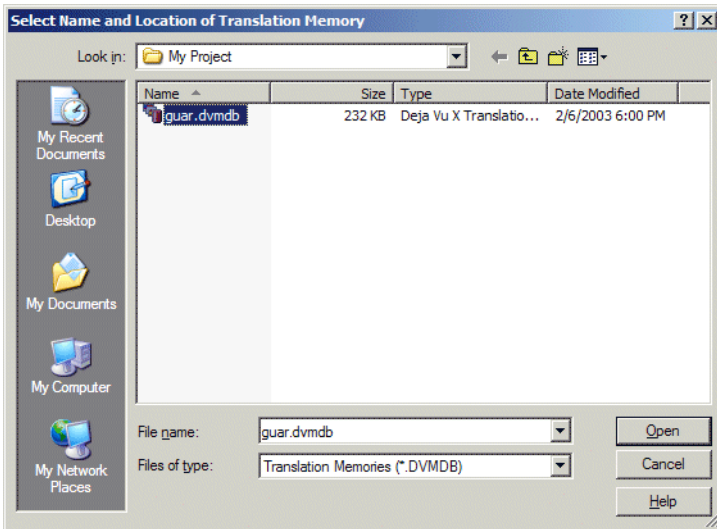 Select Name and Location of Translation Memory
Look in: My Project
Name Size Type Date Modified
guar.dvmdb 232 KB Deja Vu X Translatio... 2/6/2003 6:00 PM
My Recent
Documents
Desktop
My Documents
My Computer
My Network
Places
File name: guar.dvmdb Open
Files of type: Translation Memories (*.DVMDB) Cancel
Help